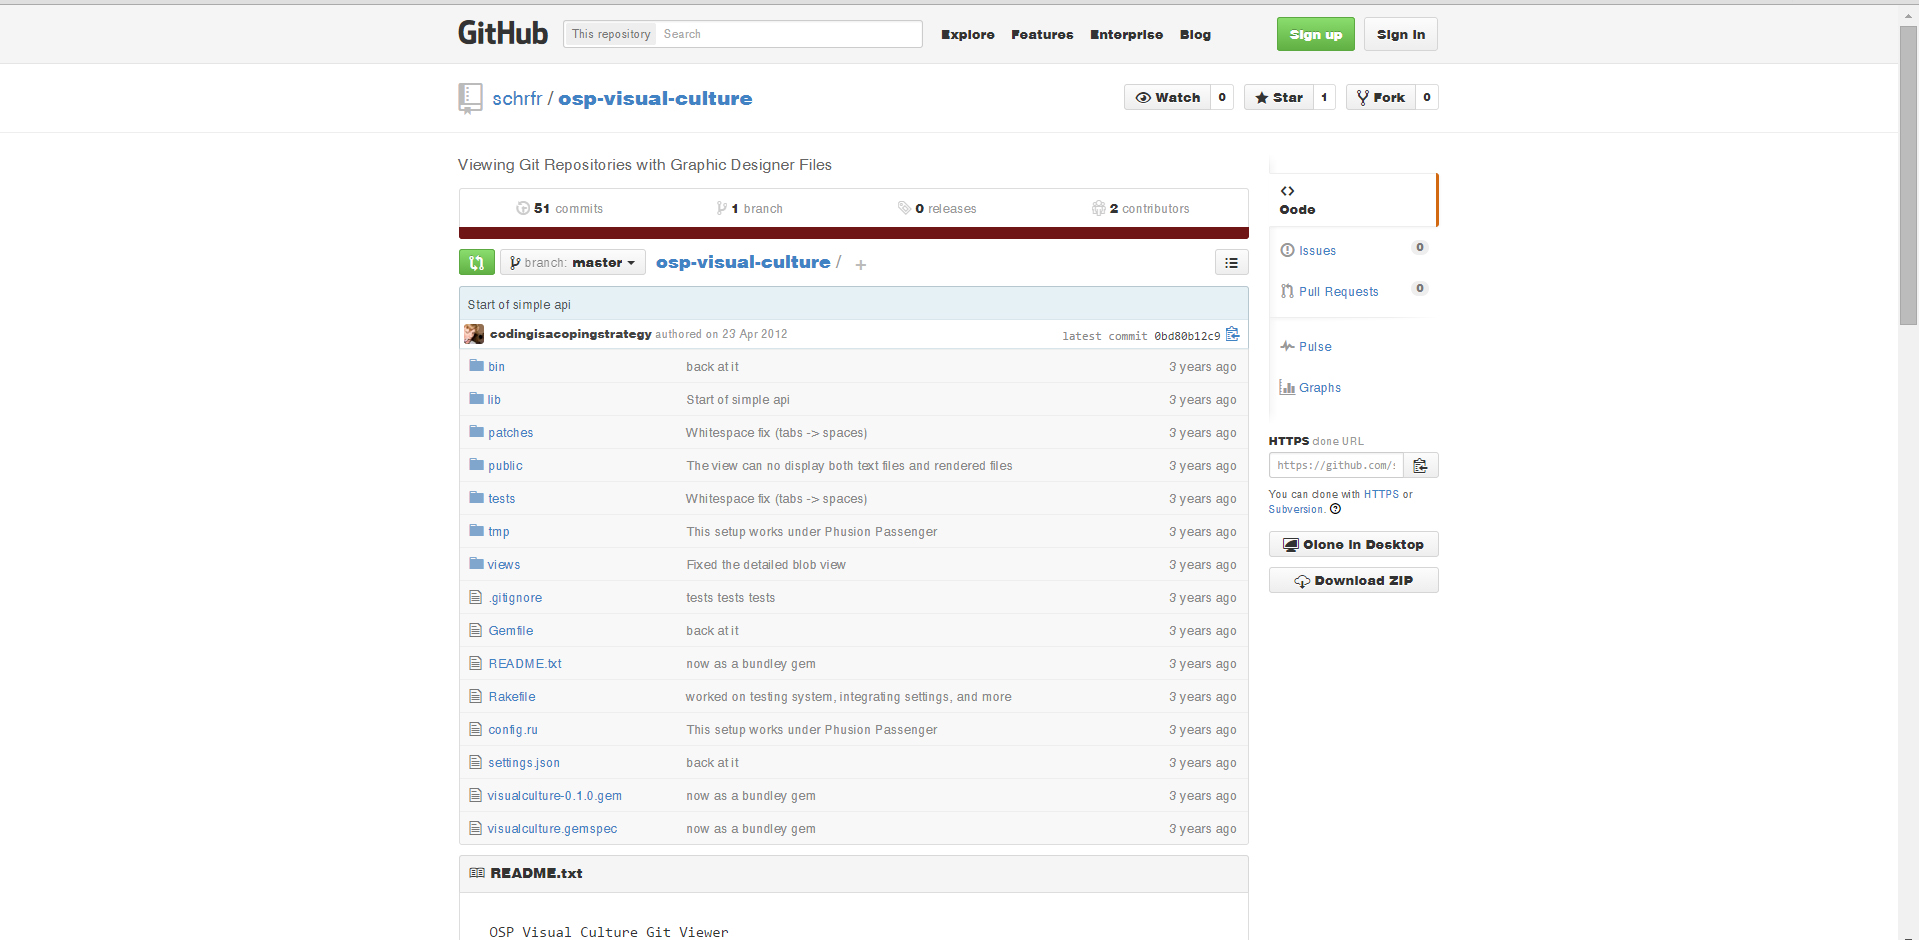 GitHub This repository Search Explore Features Enterprise Blog Sign up Sign in
schrfr / osp-visual-culture Watch 0 Star 1 Fork 0
Viewing Git Repositories with Graphic Designer Files
51 commits 1 branch 0 releases 2 contributors
branch: master osp-visual-culture / +
Start of simple api
codingisacopingstrategy authored on 23 Apr 2012 latest commit 0bd80b12c9
bin back at it 3 years ago
lib Start of simple api 3 years ago
patches Whitespace fix (tabs -> spaces) 3 years ago
public The view can no display both text files and rendered files 3 years ago
tests Whitespace fix (tabs -> spaces) 3 years ago
tmp This setup works under Phusion Passenger 3 years ago
views Fixed the detailed blob view 3 years ago
.gitignore tests tests tests 3 years ago
Gemfile back at it 3 years ago
README.txt now as a bundley gem 3 years ago
Rakefile worked on testing system, integrating settings, and more 3 years ago
config.ru This setup works under Phusion Passenger 3 years ago
settings.json back at it 3 years ago
visualculture-0.1.0.gem now as a bundley gem 3 years ago
visualculture.gemspec now as a bundley gem 3 years ago
README.txt
OSP Visual Culture Git Viewer
Code
Issues 0
Pull Requests 0
Pulse
Graphs
HTTPS clone URL
https://github.com/s
You can clone with HTTPS or
Subversion.
Clone in Desktop
Download ZIP